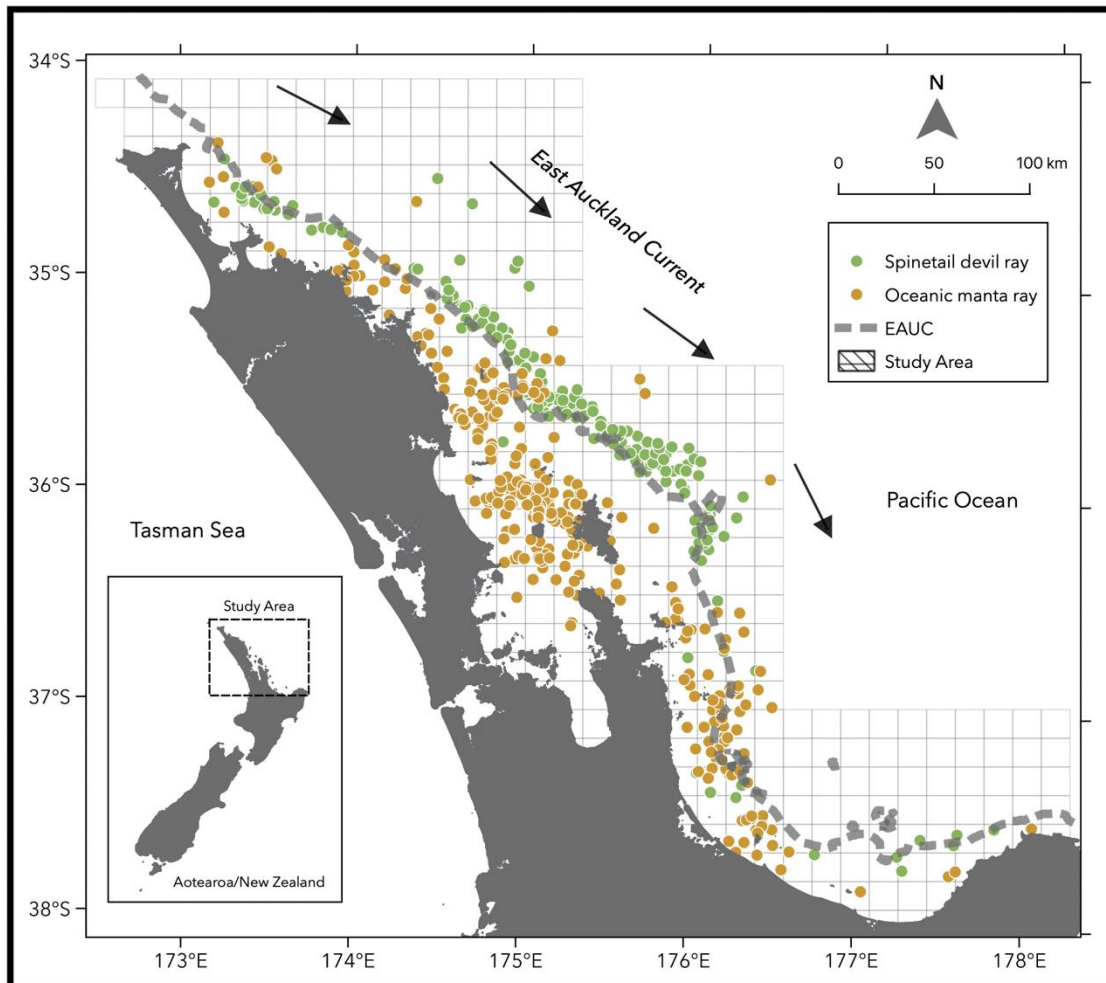 34°S
35°S
36°S
37°S
38°S
173°E
174°E
175°E
176°E
177°E
178°E
East Auckland Current
Tasman Sea
Pacific Ocean
N
0 50 100 km
Spinetail devil ray
Oceanic manta ray
EAUC
Study Area
Study Area
Aotearoa/New Zealand